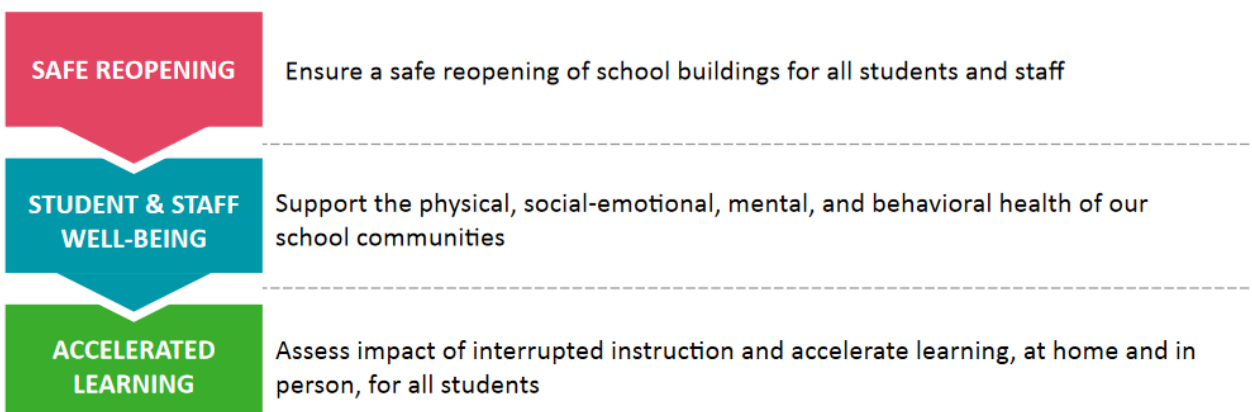 SAFE REOPENING
Ensure a safe reopening of school buildings for all students and staff
STUDENT & STAFF
WELL-BEING
Support the physical, social-emotional, mental, and behavioral health of our
school communities
ACCELERATED
LEARNING
Assess impact of interrupted instruction and accelerate learning, at home and in
person, for all students